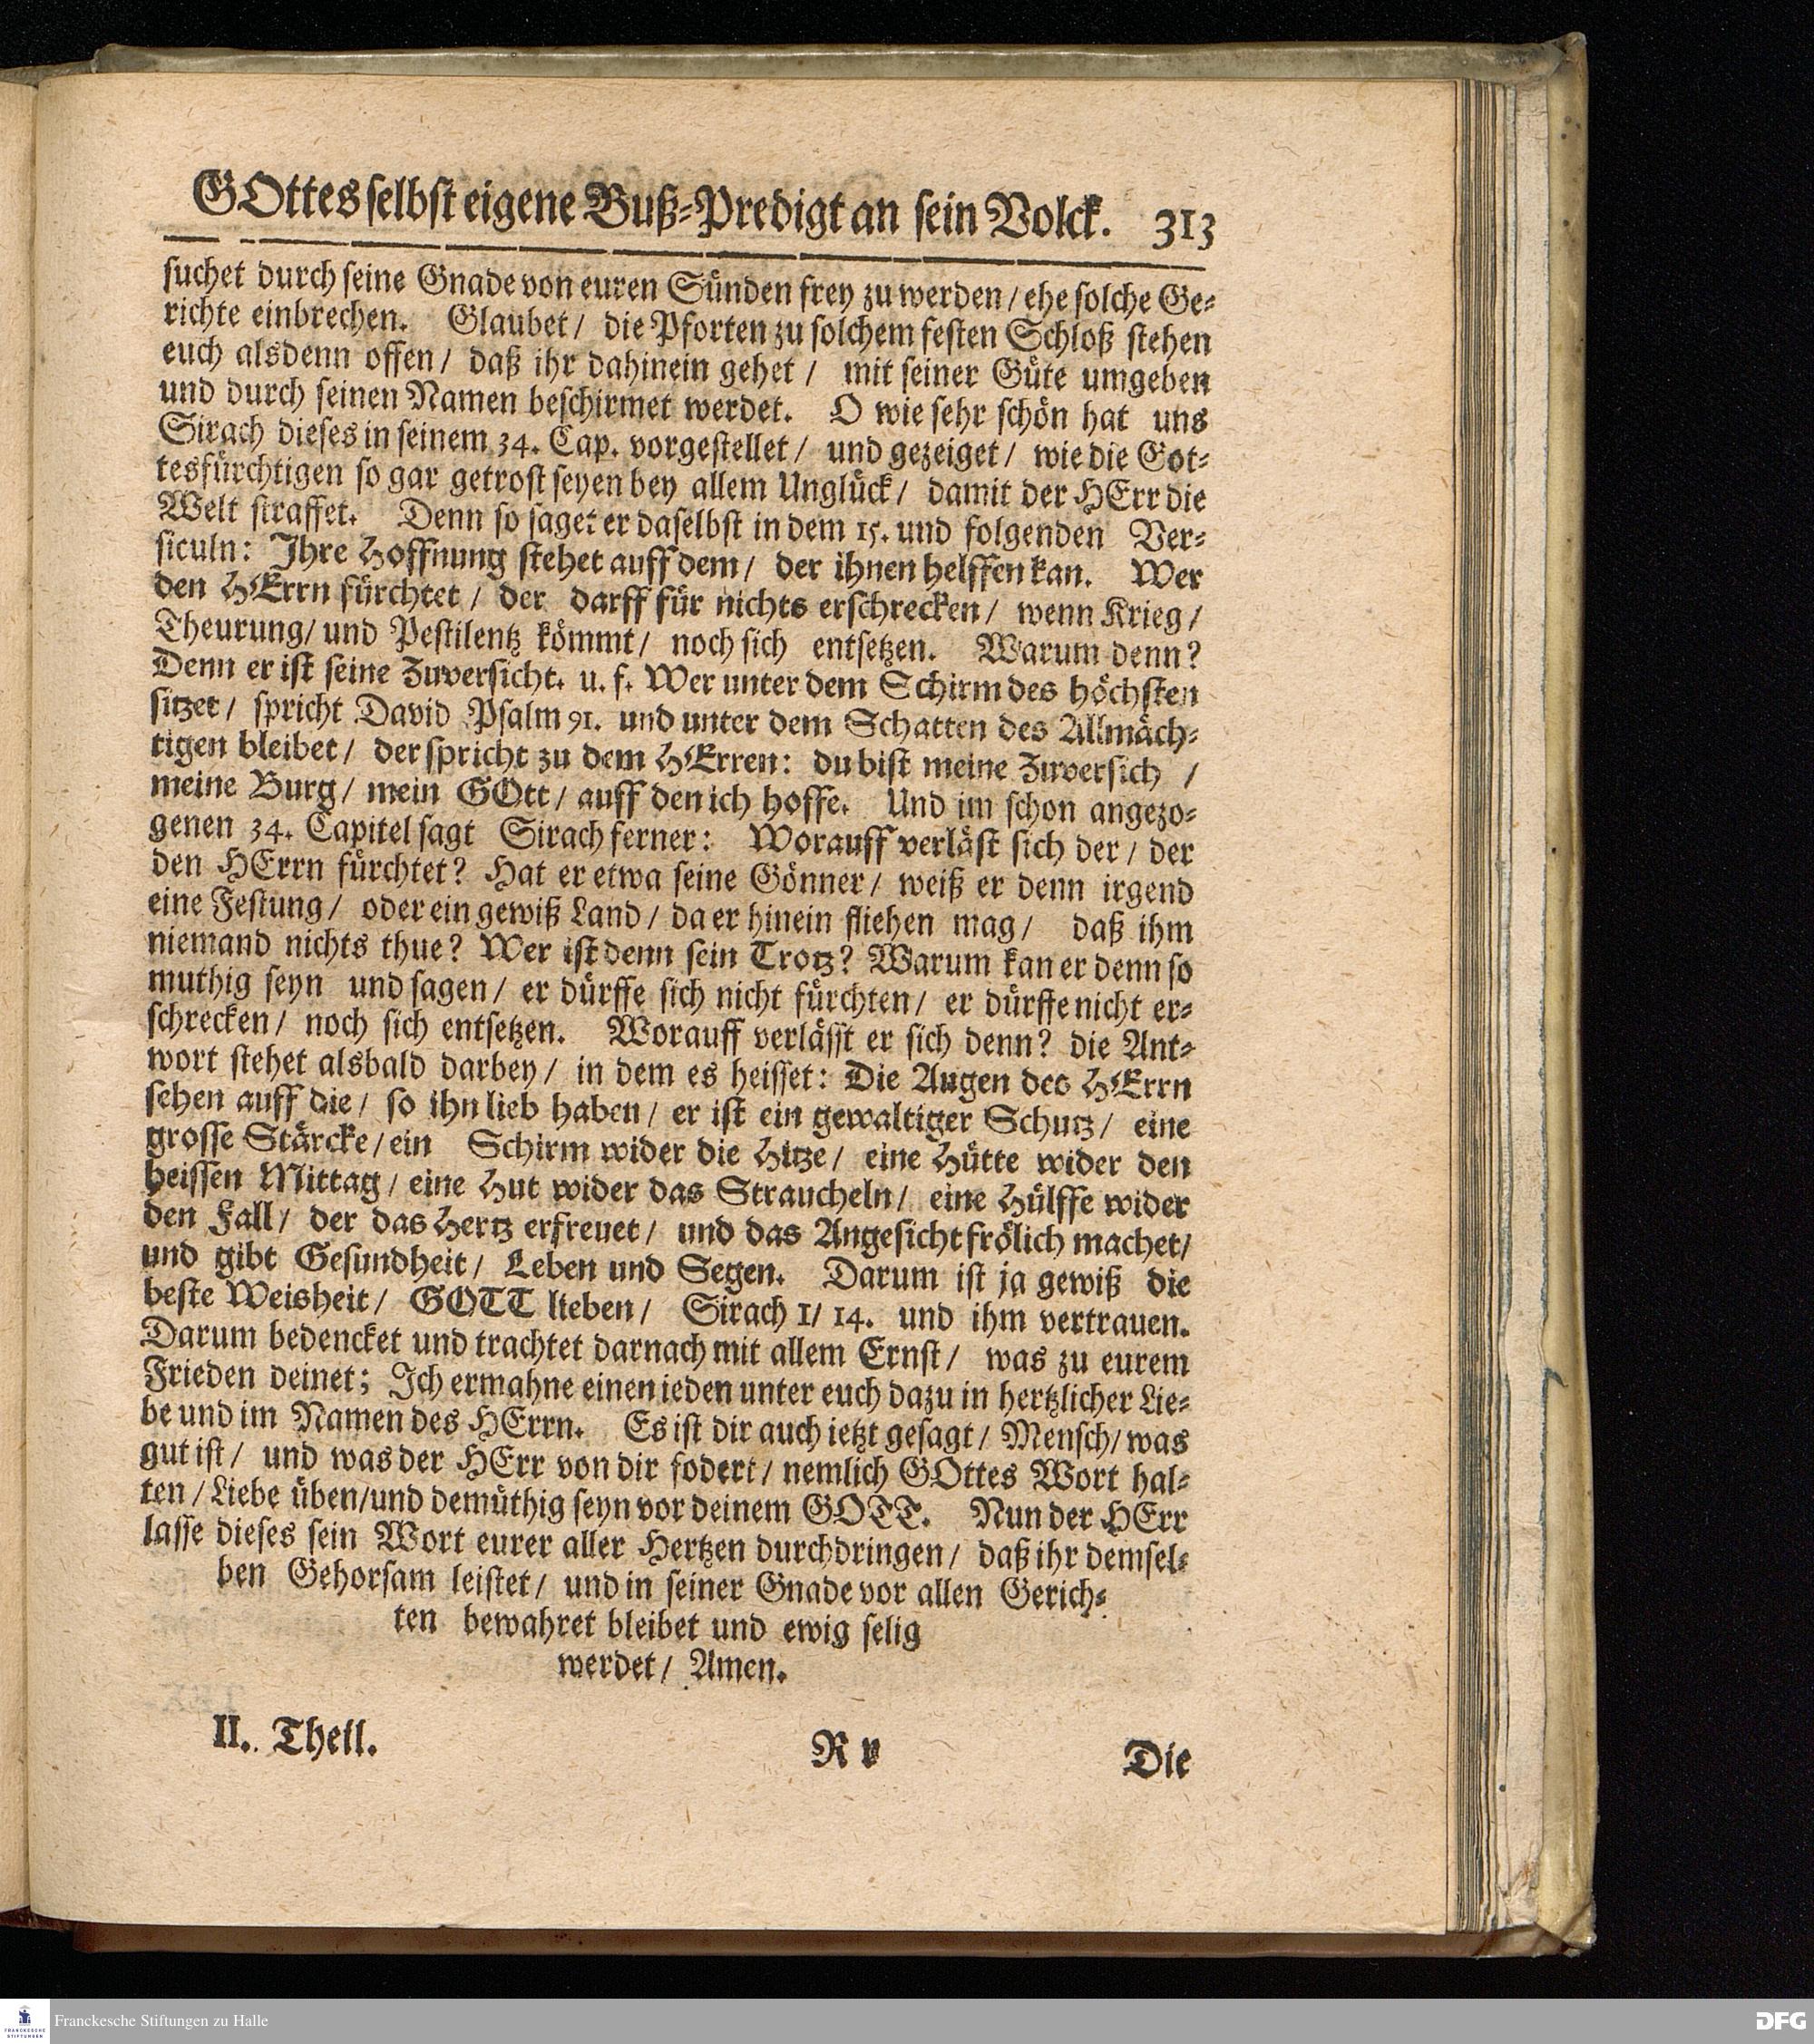 GOttes selbst eigene Buß-Predigt an sein Volck. 313
suchet durch seine Gnade von euren Sünden frey zu werden / ehe solche Ge-
richte einbrechen. Glaubet / die Pforten zu solchem festen Schloß stehen
euch alsdenn offen / daß ihr dahinein gehet / mit seiner Güte umgeben
und durch seinen Namen beschirmet werdet. O wie sehr schön hat uns
Sirach dieses in seinem 34. Cap. vorgestellet / und gezeiget / wie die Got-
tesfürchtigen so gar getrost seyen bey allem Unglück / damit der HErr die
Welt straffet. Denn so saget er daselbst in dem 15. und folgenden Ver-
siculn: Ihre Hoffnung stehet auff dem / der ihnen helffen kan. Wer
den HErrn fürchtet / der darff für nichts erschrecken / wenn Krieg /
Theurung / und Pestilentz kömmt / noch sich entsetzen. Warum denn?
Denn er ist seine Zuversicht. u. f. Wer unter dem Schirm des höchsten
sitzet / spricht David Psalm 91. und unter dem Schatten des Allmäch-
tigen bleibet / der spricht zu dem HErren: du bist meine Zuversich /
meine Burg / mein GOtt / auff den ich hoffe. Und im schon angezo-
genen 34. Capitel sagt Sirach ferner: Worauff verläst sich der / der
den HErrn fürchtet? Hat er etwa seine Gönner / weiß er denn irgend
eine Festung / oder ein gewiß Land / da er hinein fliehen mag / daß ihm
niemand nichts thue? Wer ist denn sein Trotz? Warum kan er denn so
muthig seyn und sagen / er dürffe sich nicht fürchten / er dürffe nicht er-
schrecken / noch sich entsetzen. Worauff verlässt er sich denn? die Ant-
wort stehet alsbald darbey / in dem es heisset: Die Augen des HErrn
sehen auff die / so ihn lieb haben / er ist ein gewaltiger Schutz / eine
grosse Stärcke / ein Schirm wider die Hitze / eine Hütte wider den
heissen Mittag / eine Hut wider das Straucheln / eine Hülffe wider
den Fall / der das Hertz erfreuet / und das Angesicht frölich machet /
und gibt Gesundheit / Leben und Segen. Darum ist ja gewiß die
beste Weisheit / GOTT lieben / Sirach 1 / 14. und ihm vertrauen.
Darum bedencket und trachtet darnach mit allem Ernst / was zu eurem
Frieden deinet; Ich ermahne einen ieden unter euch dazu in hertzlicher Lie-
be und im Namen des HErrn. Es ist dir auch ietzt gesagt / Mensch / was
gut ist / und was der HErr von dir fodert / nemlich GOttes Wort hal-
ten / Liebe üben / und demüthig seyn vor deinem GOTT. Nun der HErr
lasse dieses sein Wort eurer aller Hertzen durchdringen / daß ihr demsel-
ben Gehorsam leistet / und in seiner Gnade vor allen Gerich-
ten bewahret bleibet und ewig selig
werdet / Amen.
II. Theil. R r Die
FRANCKESCHE STIFTUNGEN Franckesche Stiftungen zu Halle DFG